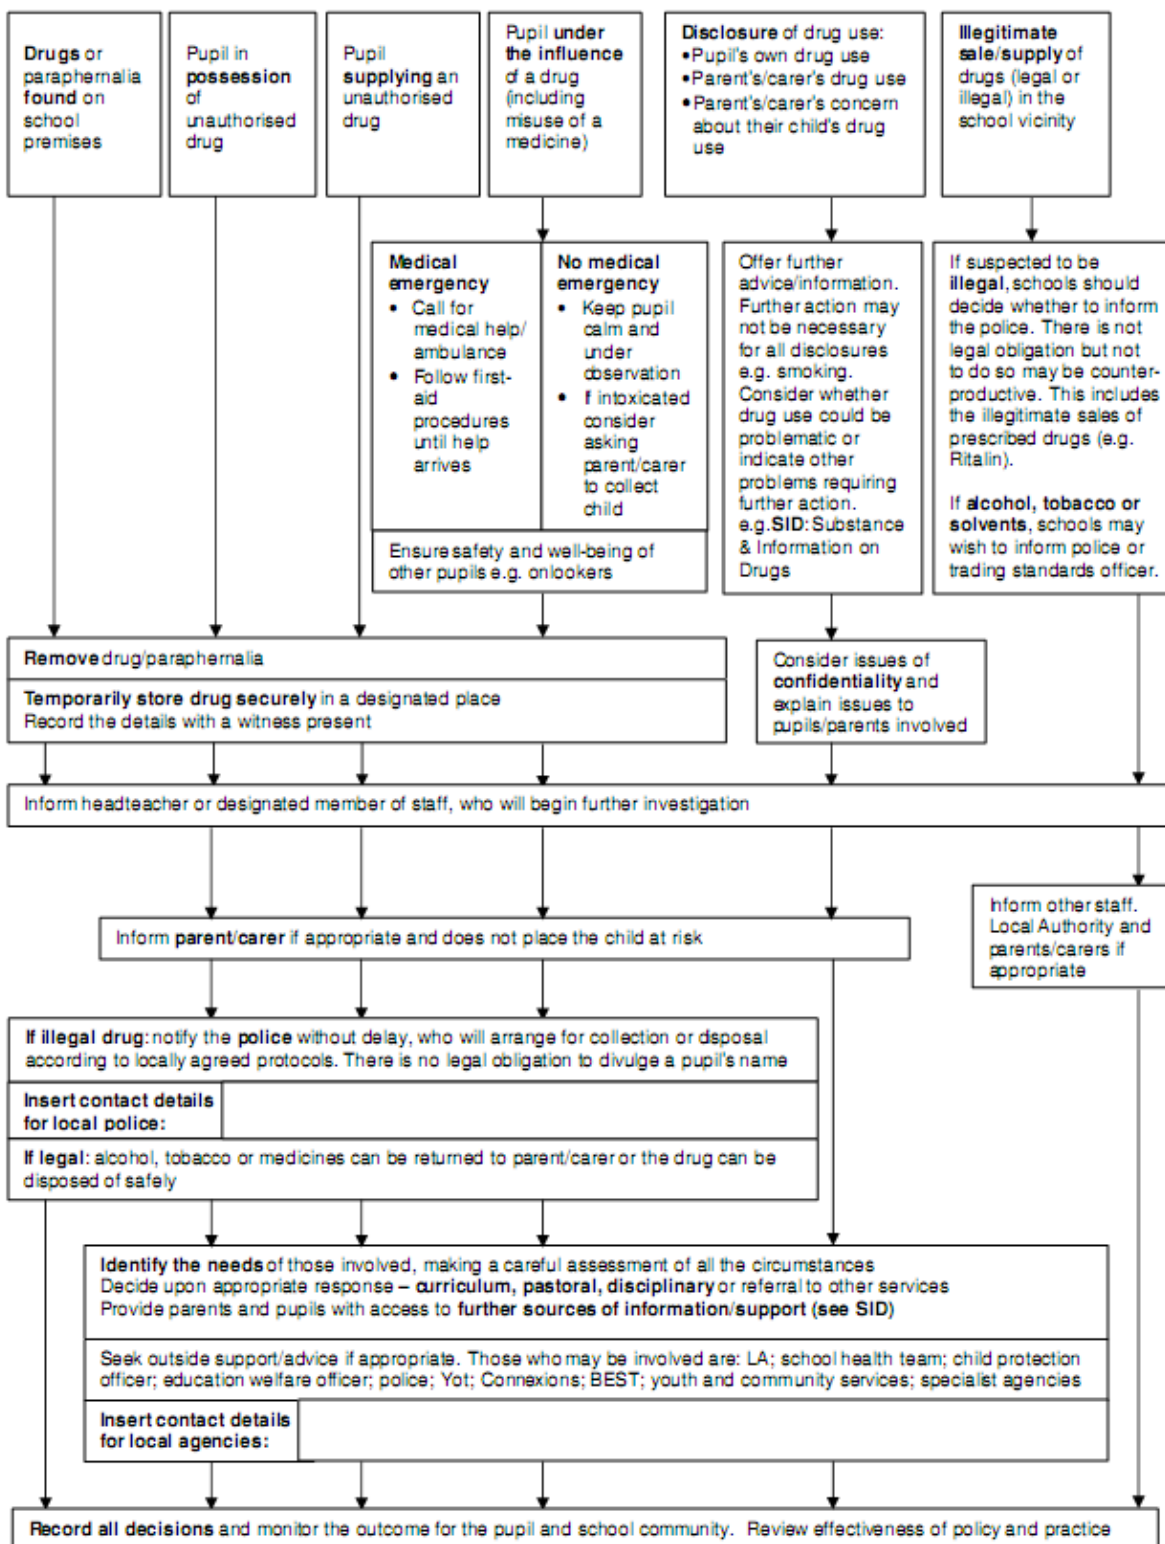 Drugs or
paraphernalia
found on
school
premises
Pupil in
possession
of
unauthorised
drug
Pupil
supplying an
unauthorised
drug
Pupil under
the influence
of a drug
(including
misuse of a
medicine)
Disclosure of drug use:
•Pupil's own drug use
•Parent's/carer's drug use
•Parent's/carer's concern
about their child's drug
use
Illegitimate
sale/supply of
drugs (legal or
illegal) in the
school vicinity
Medical
emergency
• Call for
medical help/
ambulance
• Follow first-
aid
procedures
until help
arrives
No medical
emergency
• Keep pupil
calm and
under
observation
• If intoxicated
consider
asking
parent/carer
to collect
child
Ensure safety and well-being of
other pupils e.g. onlookers
Offer further
advice/information.
Further action may
not be necessary
for all disclosures
e.g. smoking.
Consider whether
drug use could be
problematic or
indicate other
problems requiring
further action.
e.g.SID: Substance
& Information on
Drugs
If suspected to be
illegal, schools should
decide whether to inform
the police. There is not
legal obligation but not
to do so may be counter-
productive. This includes
the illegitimate sales of
prescribed drugs (e.g.
Ritalin).
If alcohol, tobacco or
solvents, schools may
wish to inform police or
trading standards officer.
Remove drug/paraphernalia
Temporarily store drug securely in a designated place
Record the details with a witness present
Consider issues of
confidentiality and
explain issues to
pupils/parents involved
Inform headteacher or designated member of staff, who will begin further investigation
Inform parent/carer if appropriate and does not place the child at risk
Inform other staff.
Local Authority and
parents/carers if
appropriate
If illegal drug: notify the police without delay, who will arrange for collection or disposal
according to locally agreed protocols. There is no legal obligation to divulge a pupil's name
Insert contact details
for local police:
If legal: alcohol, tobacco or medicines can be returned to parent/carer or the drug can be
disposed of safely
Identify the needs of those involved, making a careful assessment of all the circumstances
Decide upon appropriate response – curriculum, pastoral, disciplinary or referral to other services
Provide parents and pupils with access to further sources of information/support (see SID)
Seek outside support/advice if appropriate. Those who may be involved are: LA; school health team; child protection
officer; education welfare officer; police; Yot; Connexions; BEST; youth and community services; specialist agencies
Insert contact details
for local agencies:
Record all decisions and monitor the outcome for the pupil and school community. Review effectiveness of policy and practice